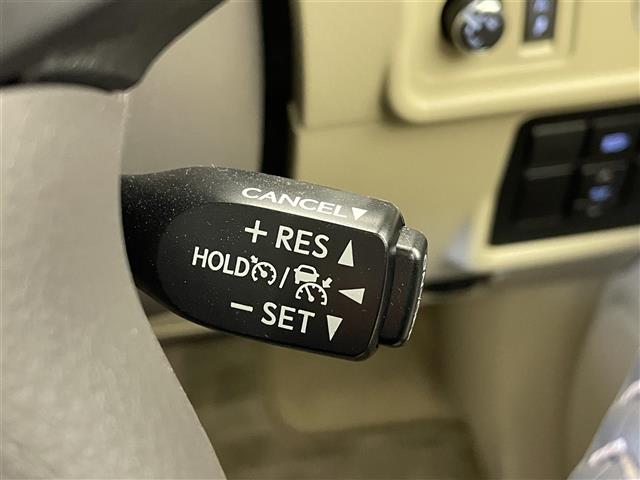 CANCEL▼
+ RES ▲
HOLD / ◀
− SET ▼